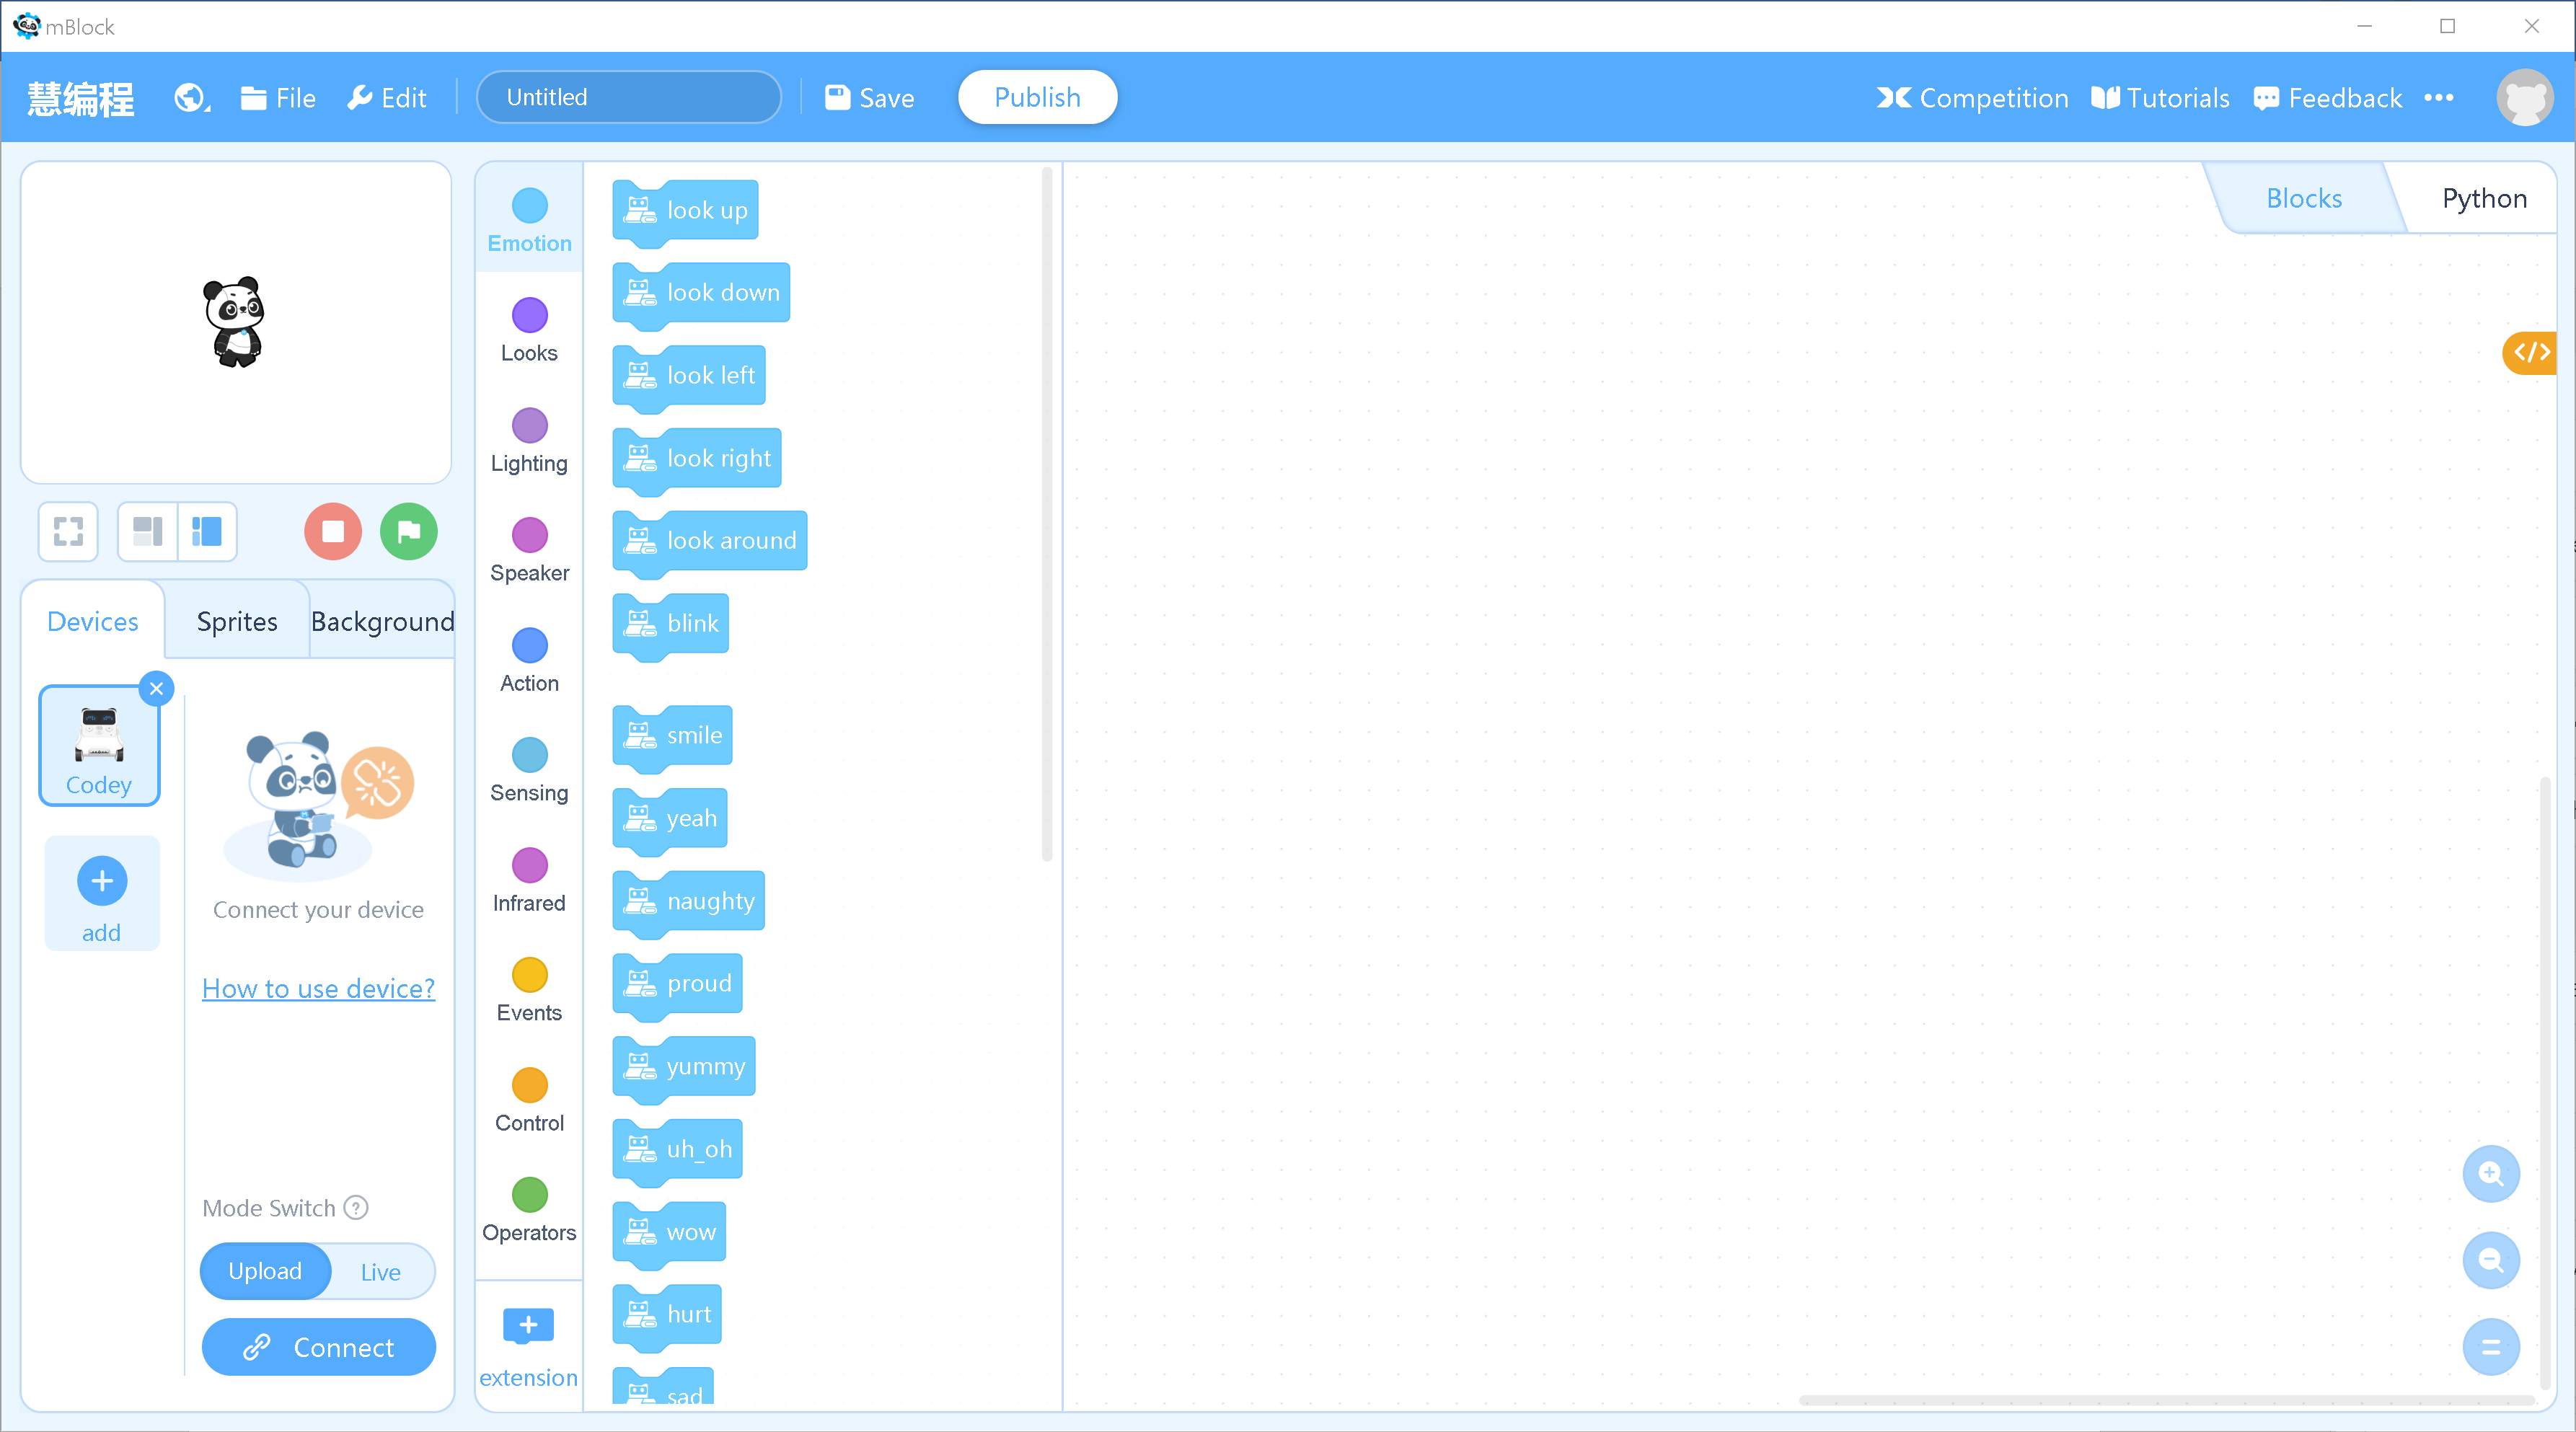 mBlock
慧编程
File
Edit
Untitled
Save
Publish
Competition
Tutorials
Feedback
Devices
Sprites
Background
Codey
add
Connect your device
How to use device?
Mode Switch
Upload
Live
Connect
Emotion
Looks
Lighting
Speaker
Action
Sensing
Infrared
Events
Control
Operators
extension
look up
look down
look left
look right
look around
blink
smile
yeah
naughty
proud
yummy
uh_oh
wow
hurt
sad
Blocks
Python